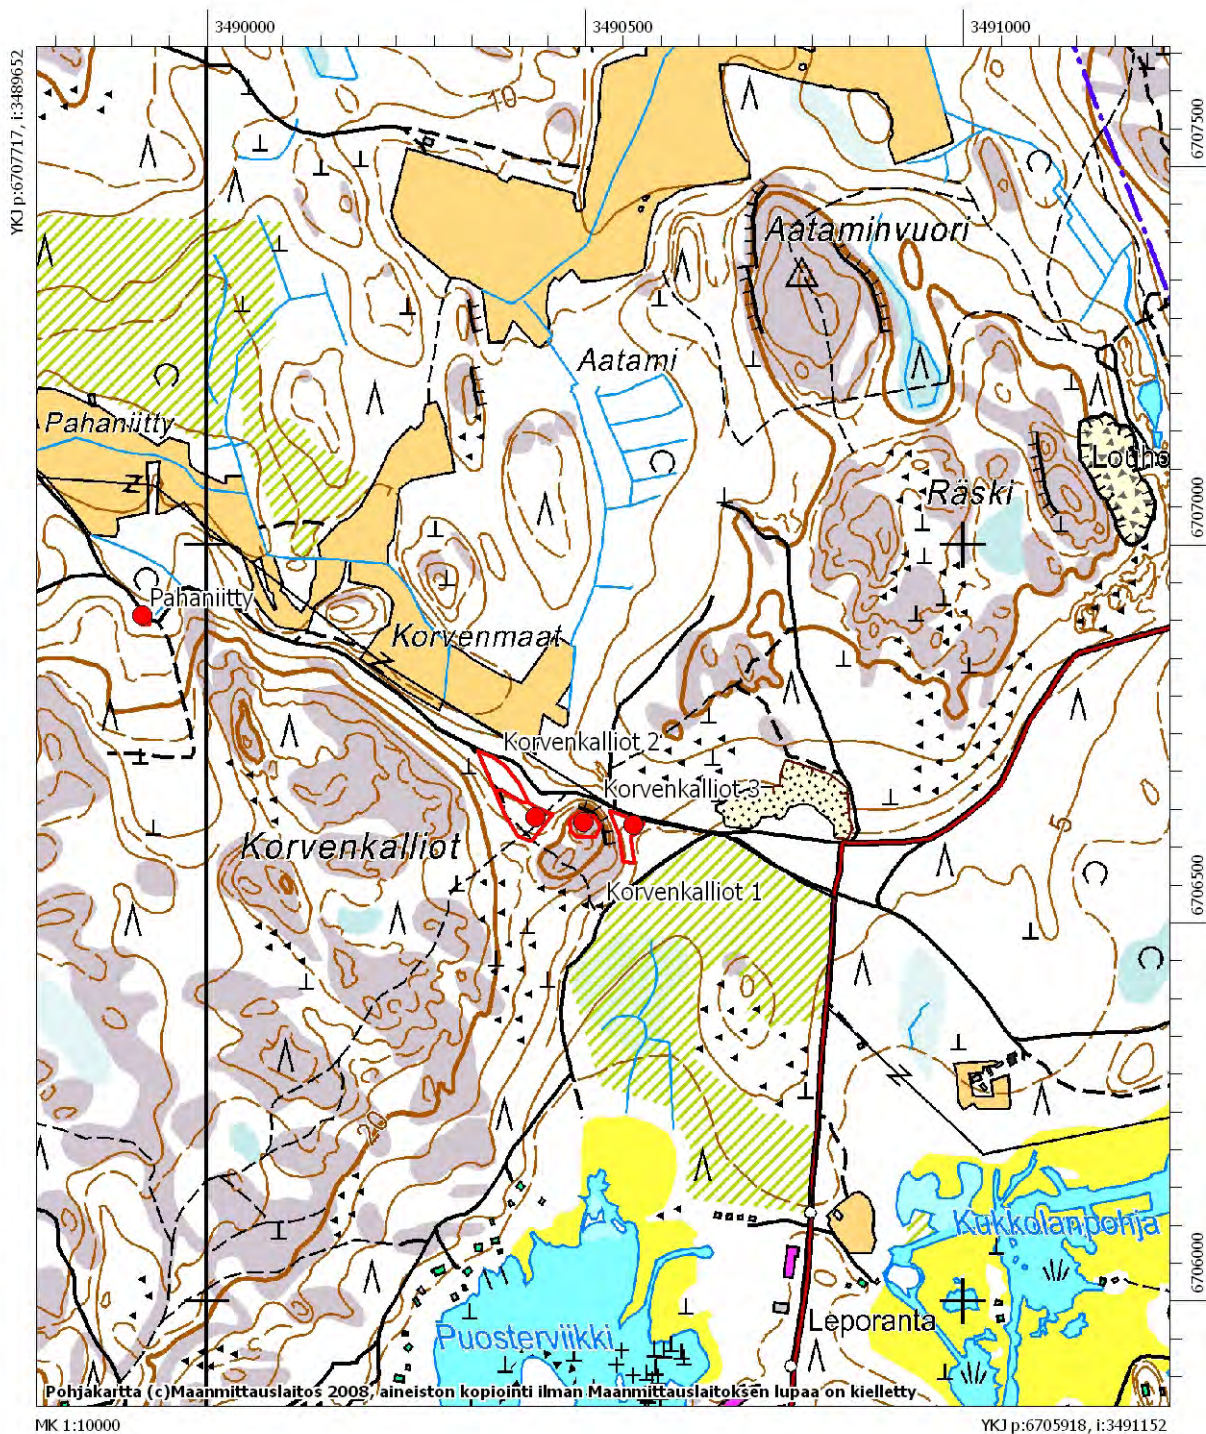 3490000
3490500
3491000
YKJ p:6707717, i:3489652
6707500
10
Aataminvuori
Aatami
Pahaniitty
Räski
6707000
Pahaniitty
Korvenmaat
Korvenkalliot 2
Korvenkalliot 3
Korvenkalliot
Korvenkalliot 1
5
6706500
20
Kukkolanpohja
6706000
Leporanta
Puosterviikki
Pohjakartta (c)Maanmittauslaitos 2008, aineiston kopiointi ilman Maanmittauslaitoksen lupaa on kielletty
MK 1:10000
YKJ p:6705918, i:3491152